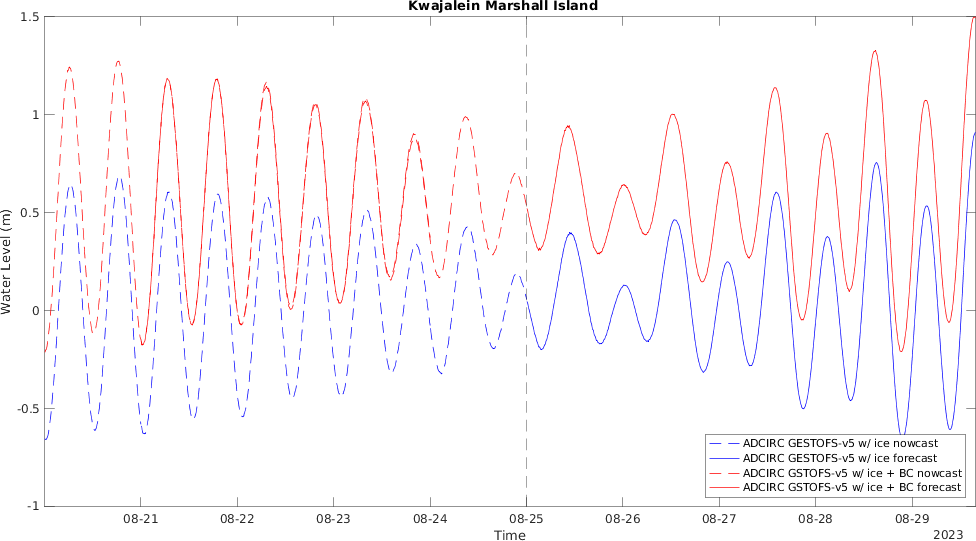 Kwajalein Marshall Island
1.5
1
0.5
0
-0.5
-1
Water Level (m)
08-21 08-22 08-23 08-24 08-25 08-26 08-27 08-28 08-29
Time
2023
ADCIRC GESTOFS-v5 w/ ice nowcast
ADCIRC GESTOFS-v5 w/ ice forecast
ADCIRC GSTOFS-v5 w/ ice + BC nowcast
ADCIRC GSTOFS-v5 w/ ice + BC forecast